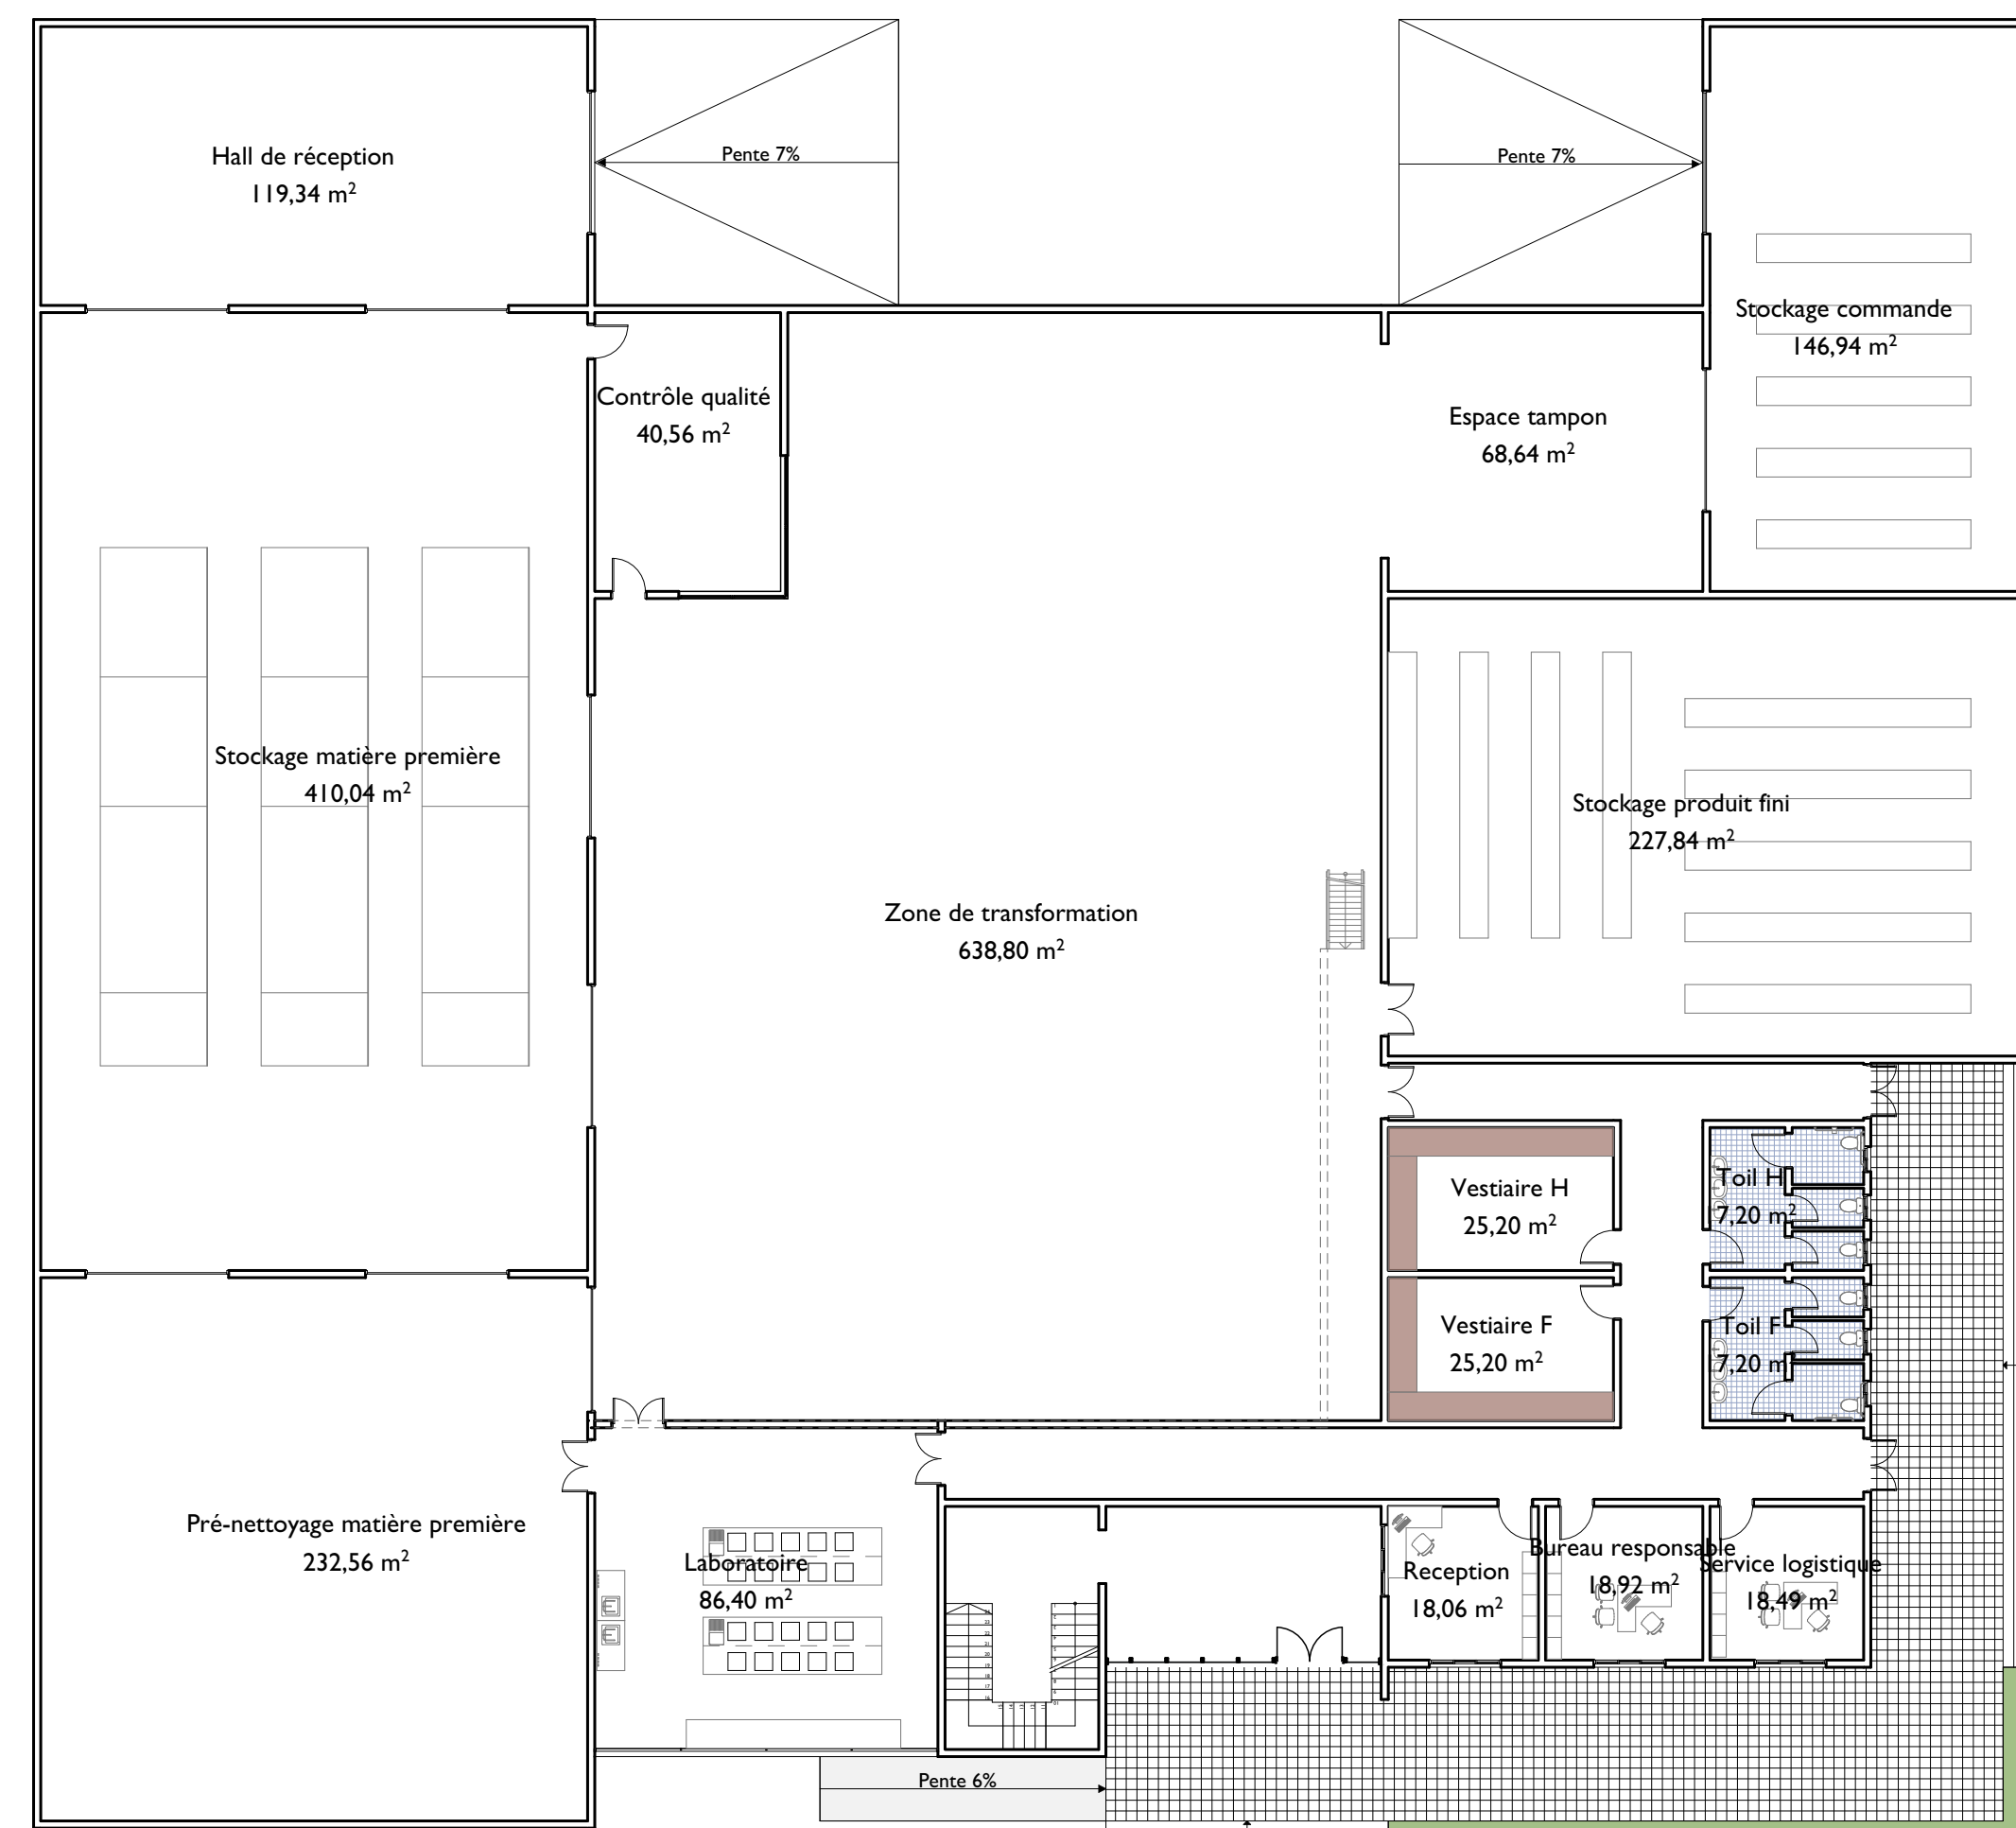 Hall de réception
119,34 m²
Pente 7%
Pente 7%
Stockage commande
146,94 m²
Contrôle qualité
40,56 m²
Espace tampon
68,64 m²
Stockage matière première
410,04 m²
Stockage produit fini
227,84 m²
Zone de transformation
638,80 m²
Vestiaire H
25,20 m²
Toil H
7,20 m²
Vestiaire F
25,20 m²
Toil F
7,20 m²
Pré-nettoyage matière première
232,56 m²
Laboratoire
86,40 m²
Reception
18,06 m²
Bureau responsable
18,92 m²
Service logistique
18,49 m²
Pente 6%